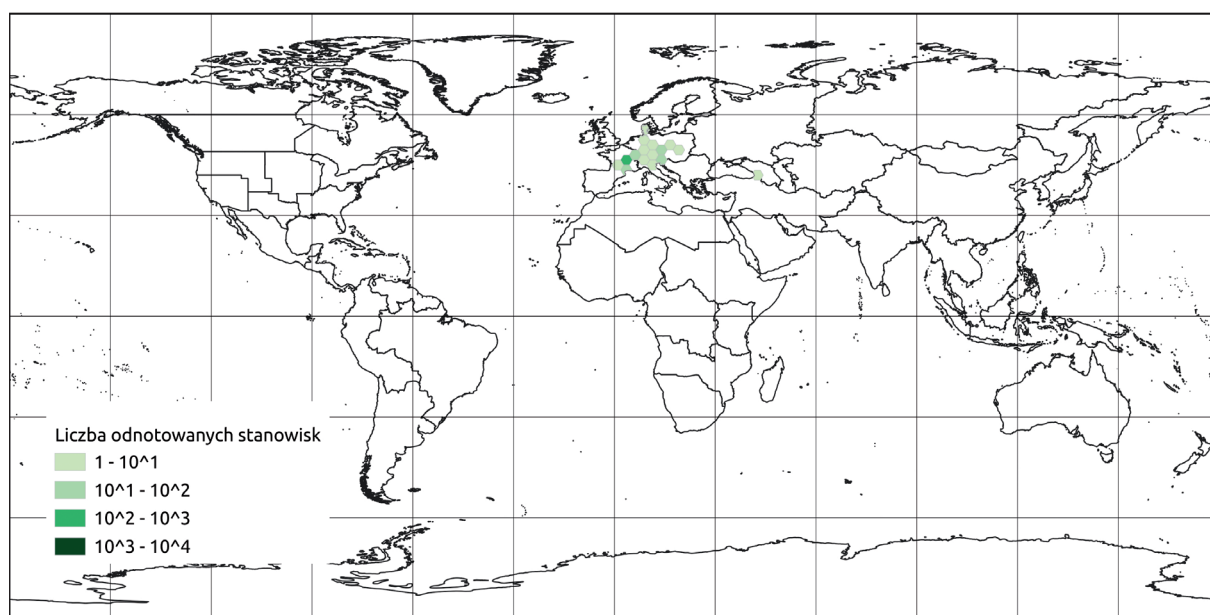 Liczba odnotowanych stanowisk
1 - 10^1
10^1 - 10^2
10^2 - 10^3
10^3 - 10^4